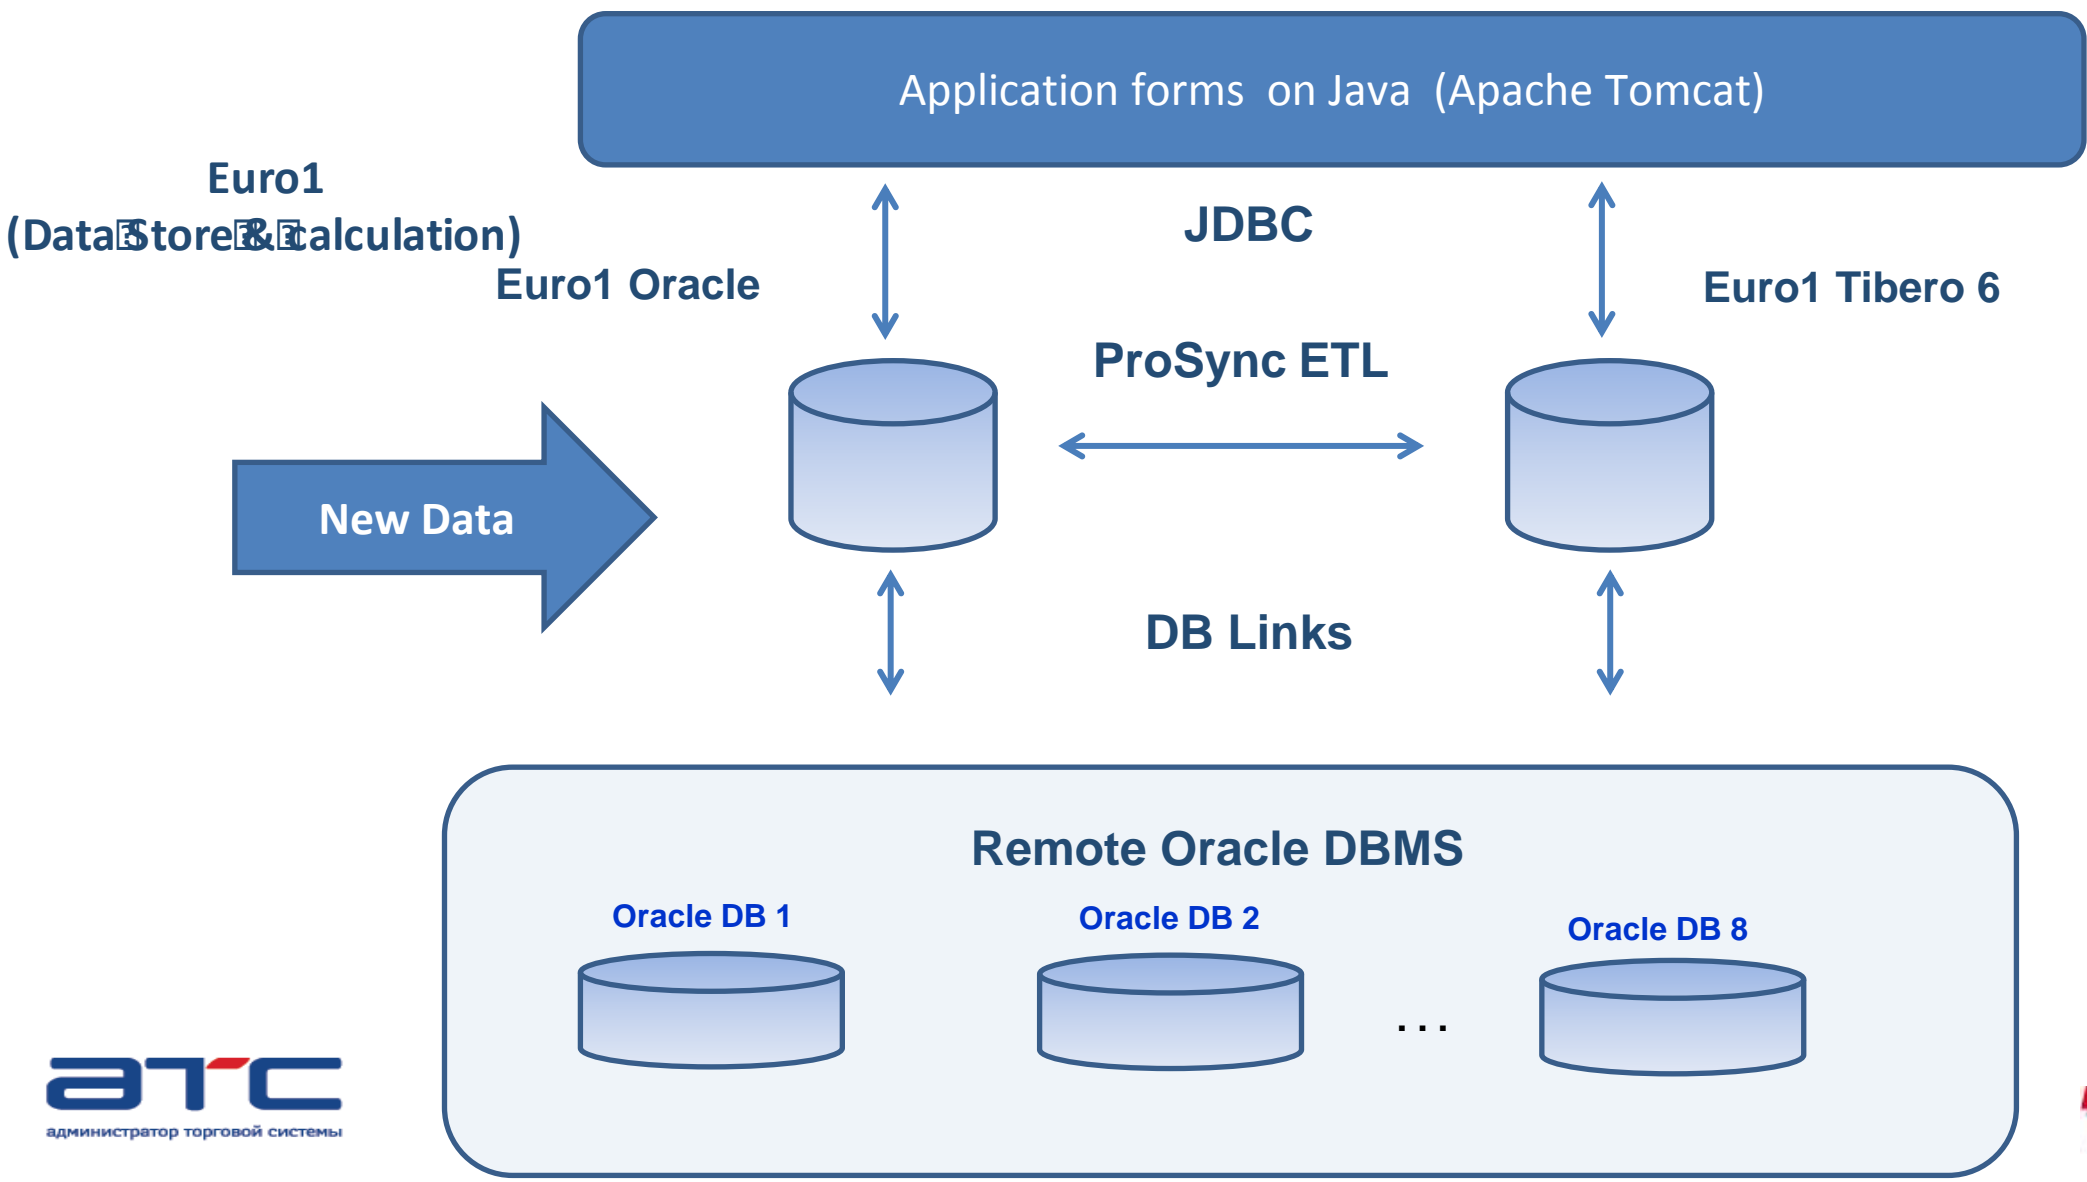 Application forms on Java (Apache Tomcat)
Euro1
(Data Store & calculation)
JDBC
Euro1 Oracle
Euro1 Tibero 6
ProSync ETL
New Data
DB Links
Remote Oracle DBMS
Oracle DB 1
Oracle DB 2
Oracle DB 8
...
атс
администратор торговой системы